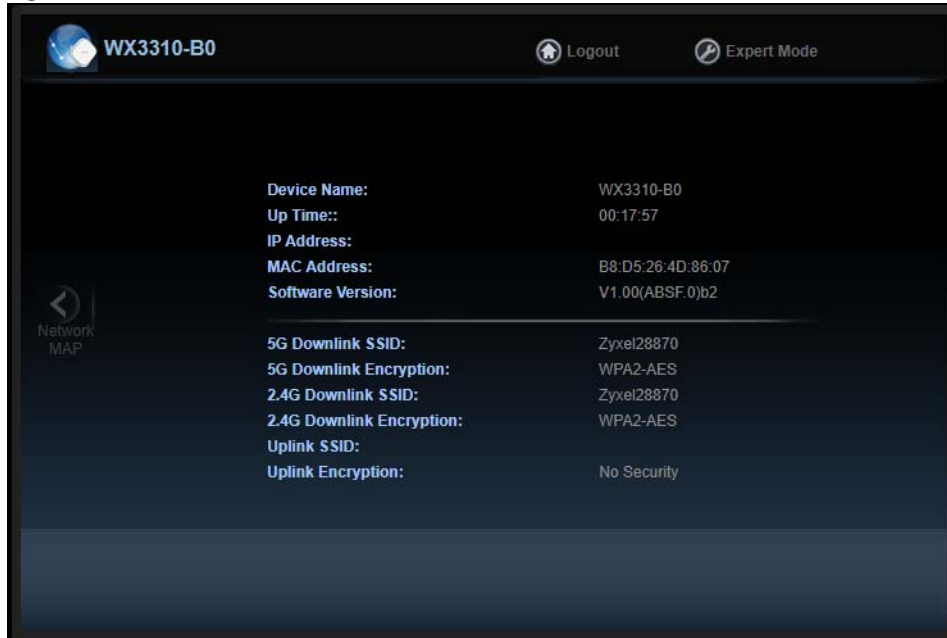 WX3310-B0
Logout
Expert Mode
Device Name: WX3310-B0
Up Time:: 00:17:57
IP Address:
MAC Address: B8:D5:26:4D:86:07
Software Version: V1.00(ABSF.0)b2
Network
MAP
5G Downlink SSID: Zyxel28870
5G Downlink Encryption: WPA2-AES
2.4G Downlink SSID: Zyxel28870
2.4G Downlink Encryption: WPA2-AES
Uplink SSID:
Uplink Encryption: No Security